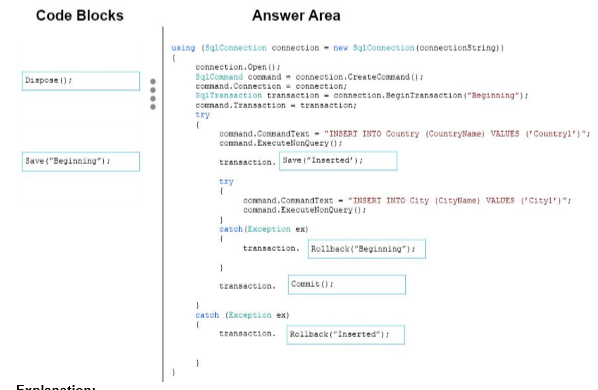 Code Blocks
Answer Area
Dispose();
Save("Beginning");
using (SqlConnection connection = new SqlConnection(connectionString))
{
connection.Open();
SqlCommand command = connection.CreateCommand();
command.Connection = connection;
SqlTransaction transaction = connection.BeginTransaction("Beginning");
command.Transaction = transaction;
try
{
command.CommandText = "INSERT INTO Country (CountryName) VALUES ('Country1')";
command.ExecuteNonQuery();
transaction. Save("Inserted');
try
{
command.CommandText = "INSERT INTO City (CityName) VALUES ('City1')";
command.ExecuteNonQuery();
}
catch(Exception ex)
{
transaction. Rollback("Beginning");
}
transaction. Commit();
}
catch (Exception ex)
{
transaction. Rollback("Inserted");
}
}
Explanation: